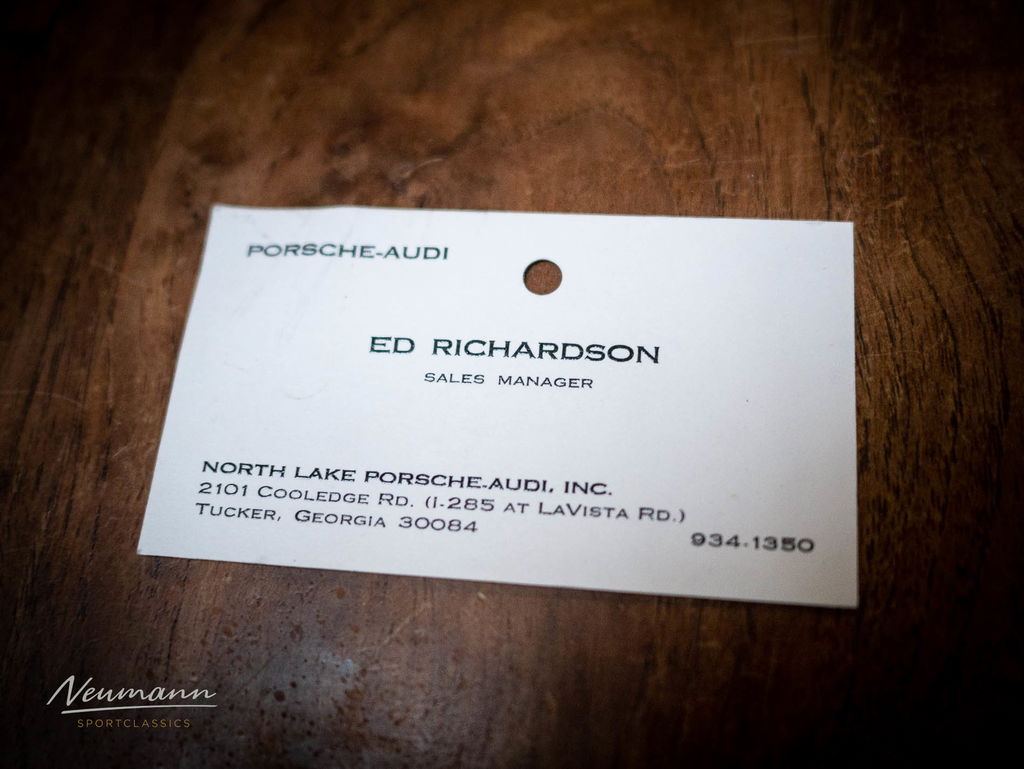 PORSCHE-AUDI
ED RICHARDSON
SALES MANAGER
NORTH LAKE PORSCHE-AUDI, INC.
2101 COOLEDGE RD. (I-285 AT LAVISTA RD.)
TUCKER, GEORGIA 30084
934-1350
Neumann
SPORTCLASSICS